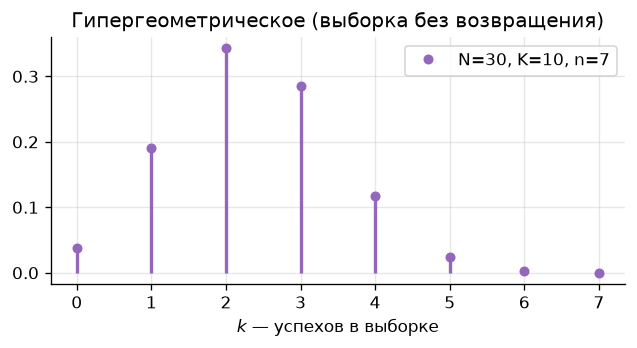 Гипергеометрическое (выборка без возвращения)
N=30, K=10, n=7
0.3
0.2
0.1
0.0
0 1 2 3 4 5 6 7
k — успехов в выборке